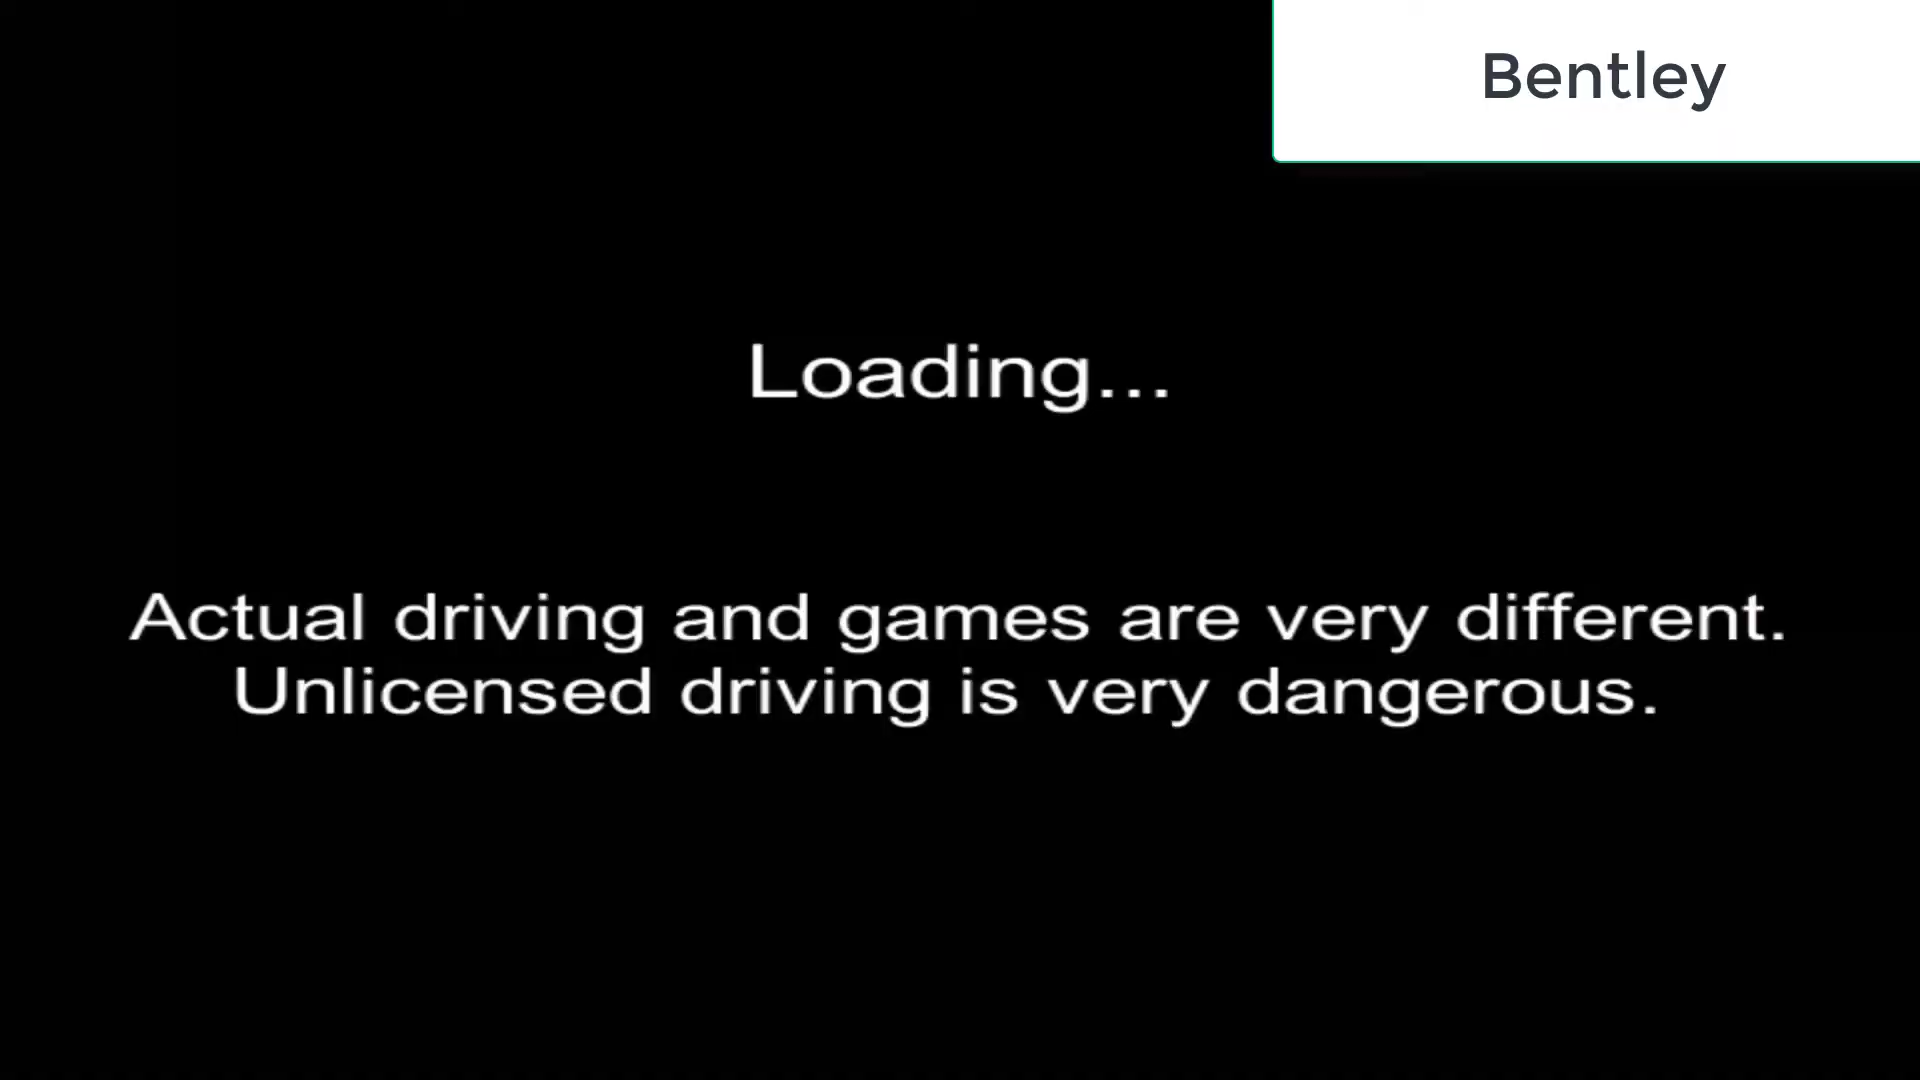 Bentley
Loading...
Actual driving and games are very different.
Unlicensed driving is very dangerous.